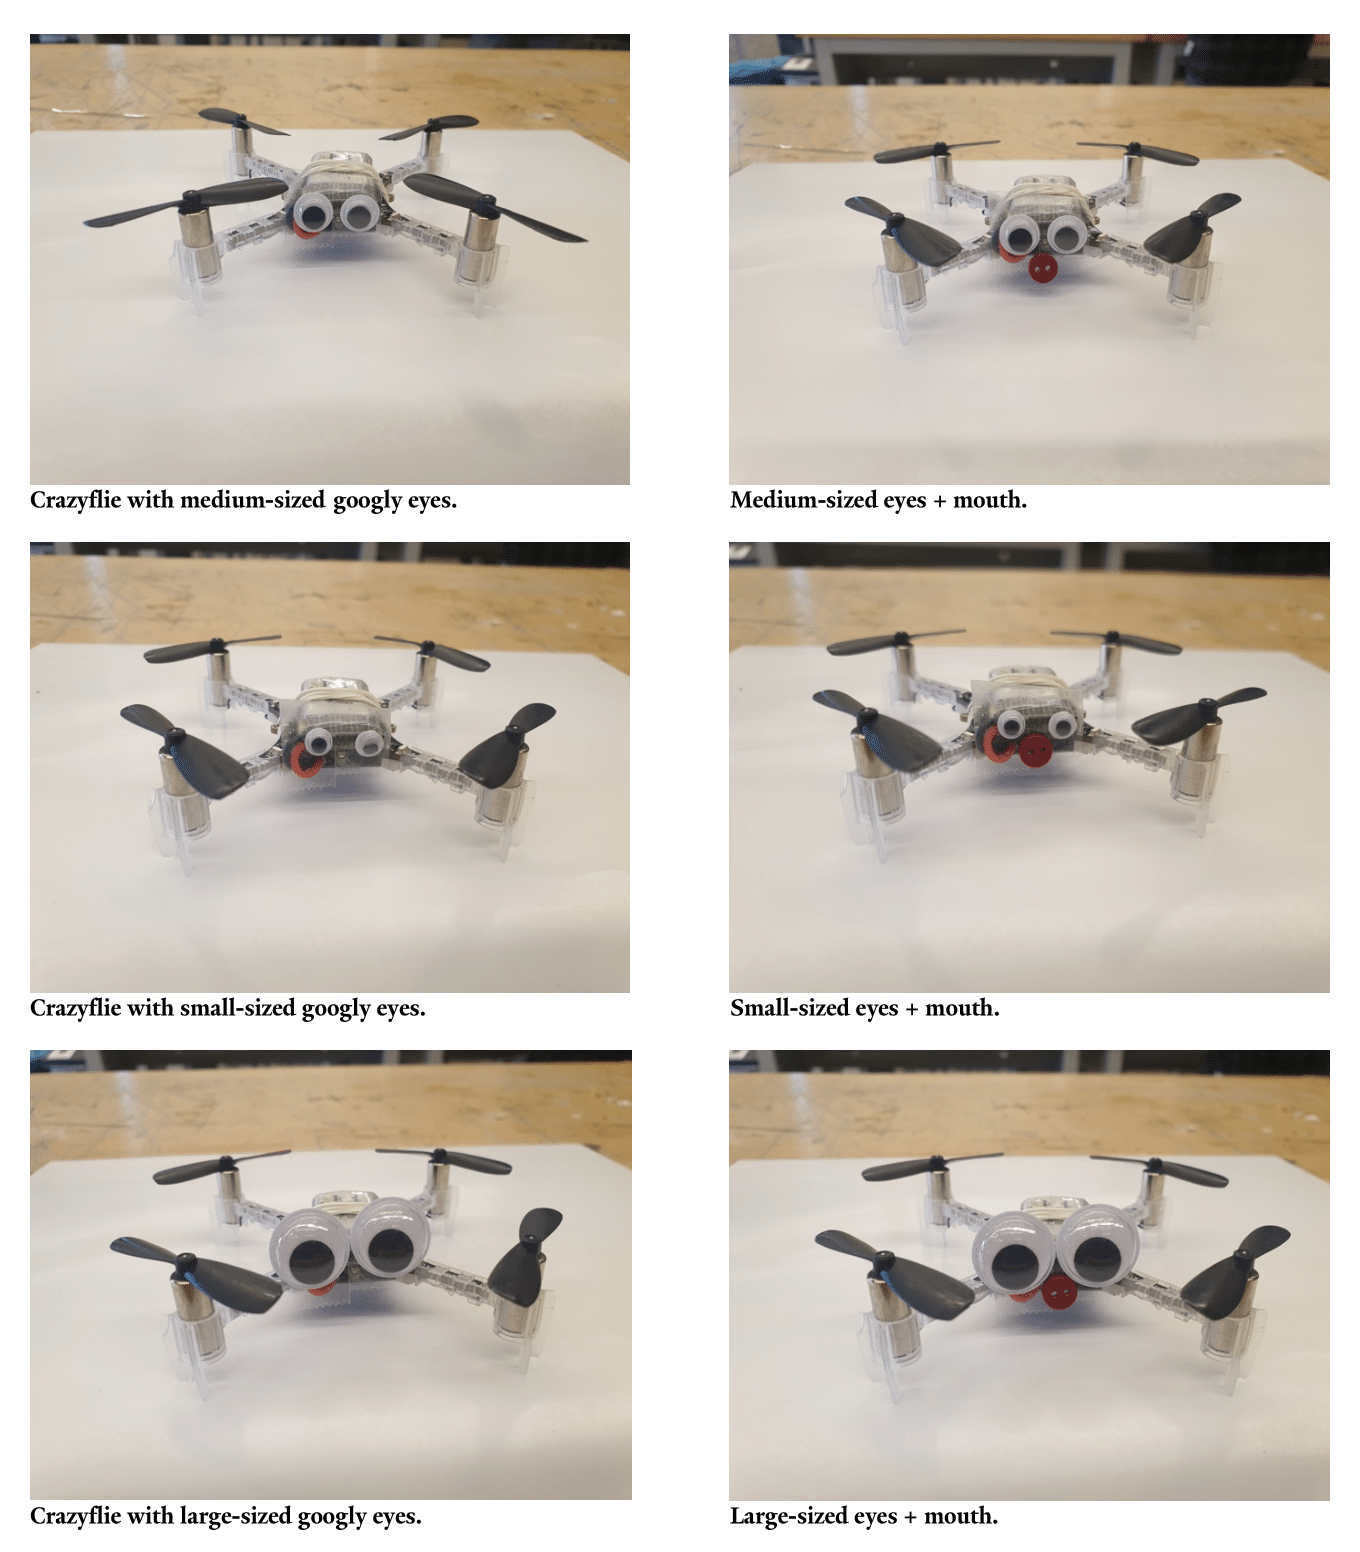 Crazyflie with medium-sized googly eyes.
Medium-sized eyes + mouth.
Crazyflie with small-sized googly eyes.
Small-sized eyes + mouth.
Crazyflie with large-sized googly eyes.
Large-sized eyes + mouth.